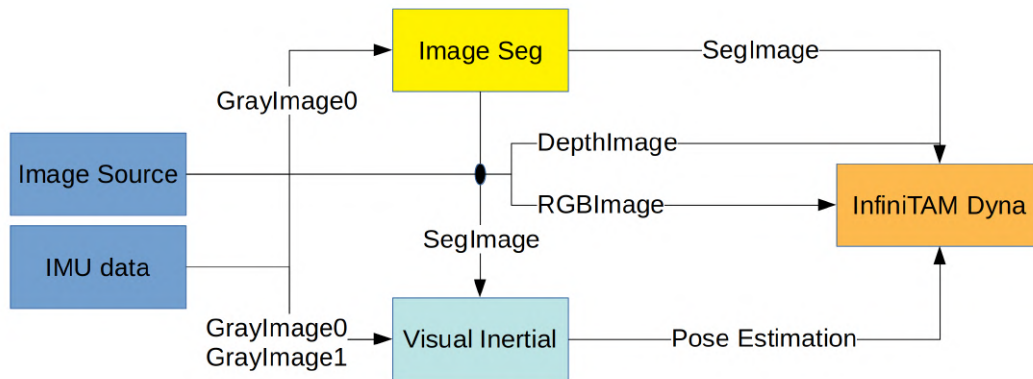 Image Seg
SegImage
GrayImage0
DepthImage
Image Source
RGBImage
InfiniTAM Dyna
SegImage
IMU data
GrayImage0
GrayImage1
Visual Inertial
Pose Estimation